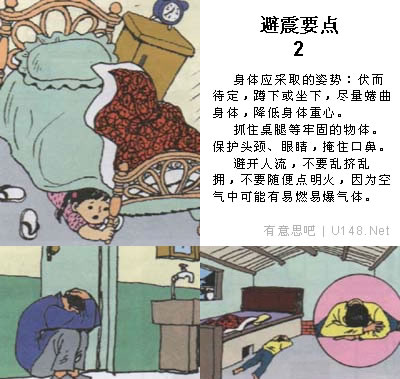 避震要点
2
身体应采取的姿势：伏而
待定，蹲下或坐下，尽量蜷曲
身体，降低身体重心。
抓住桌腿等牢固的物体。
保护头颈、眼睛，掩住口鼻。
避开人流，不要乱挤乱
拥，不要随便点明火，因为空
气中可能有易燃易爆气体。
有意思吧 | U148.Net